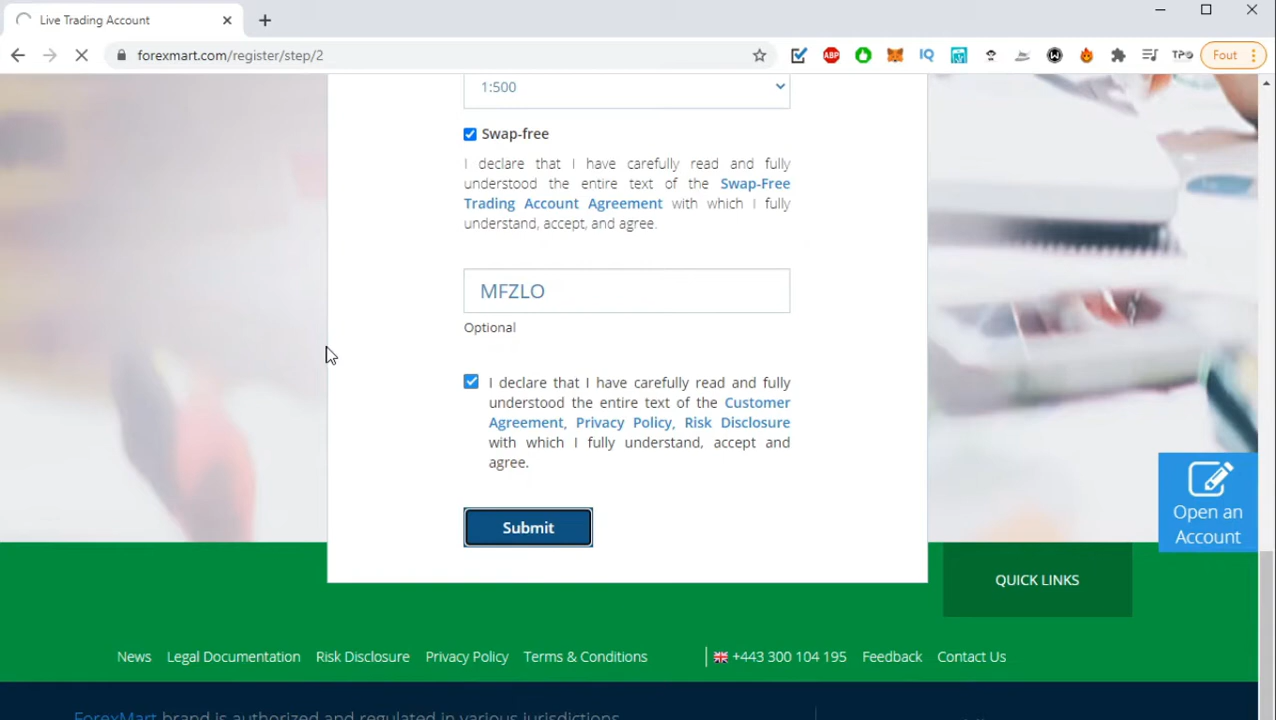 Live Trading Account
forexmart.com/register/step/2
ABP
IQ
TPO
Fout
1:500
Swap-free
I declare that I have carefully read and fully
understood the entire text of the Swap-Free
Trading Account Agreement with which I fully
understand, accept, and agree.
MFZLO
Optional
I declare that I have carefully read and fully
understood the entire text of the Customer
Agreement, Privacy Policy, Risk Disclosure
with which I fully understand, accept and
agree.
Submit
Open an
Account
QUICK LINKS
News Legal Documentation Risk Disclosure Privacy Policy Terms & Conditions +443 300 104 195 Feedback Contact Us
ForexMart brand is authorized and regulated in various jurisdictions